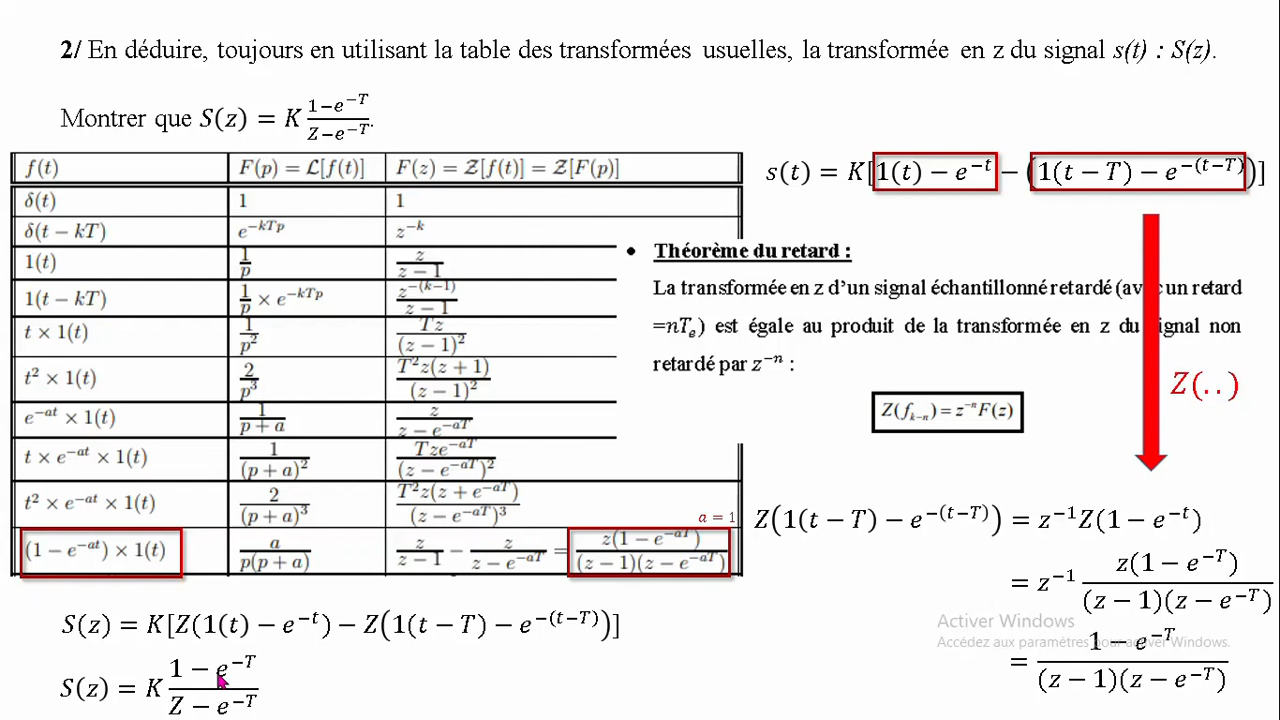 2/ En déduire, toujours en utilisant la table des transformées usuelles, la transformée en z du signal s(t) : S(z).
Montrer que S(z) = K (1−e^{−T})/(Z−e^{−T}).
f(t) | F(p) = L[f(t)] | F(z) = Z[f(t)] = Z[F(p)]
δ(t) | 1 | 1
δ(t − kT) | e^{−kTp} | z^{−k}
1(t) | 1/p | z/(z − 1)
1(t − kT) | 1/p × e^{−kTp} | z^{−(k−1)}/(z − 1)
t × 1(t) | 1/p² | Tz/(z − 1)²
t² × 1(t) | 2/p³ | T²z(z + 1)/(z − 1)²
e^{−at} × 1(t) | 1/(p + a) | z/(z − e^{−aT})
t × e^{−at} × 1(t) | 1/(p + a)² | Tze^{−aT}/(z − e^{−aT})²
t² × e^{−at} × 1(t) | 2/(p + a)³ | T²z(z + e^{−aT})/(z − e^{−aT})³
a = 1
(1 − e^{−at}) × 1(t) | a/(p(p + a)) | z/(z − 1) − z/(z − e^{−aT}) = z(1 − e^{−aT})/((z − 1)(z − e^{−aT}))
s(t) = K[1(t) − e^{−t} − (1(t − T) − e^{−(t−T)})]
• Théorème du retard :
La transformée en z d'un signal échantillonné retardé un retard
=nT_e) est égale au produit de la transformée en z du signal non
retardé par z^{−n} :
Z(f_{k−n}) = z^{−n}F(z)
Z(..)
Z(1(t − T) − e^{−(t−T)}) = z^{−1}Z(1 − e^{−t})
= z^{−1} z(1 − e^{−T})/((z − 1)(z − e^{−T}))
= (1 − e^{−T})/((z − 1)(z − e^{−T}))
Activer Windows
Accédez aux paramètres pour activer Windows.
S(z) = K[Z(1(t) − e^{−t}) − Z(1(t − T) − e^{−(t−T)})]
S(z) = K (1 − e^{−T})/(Z − e^{−T})